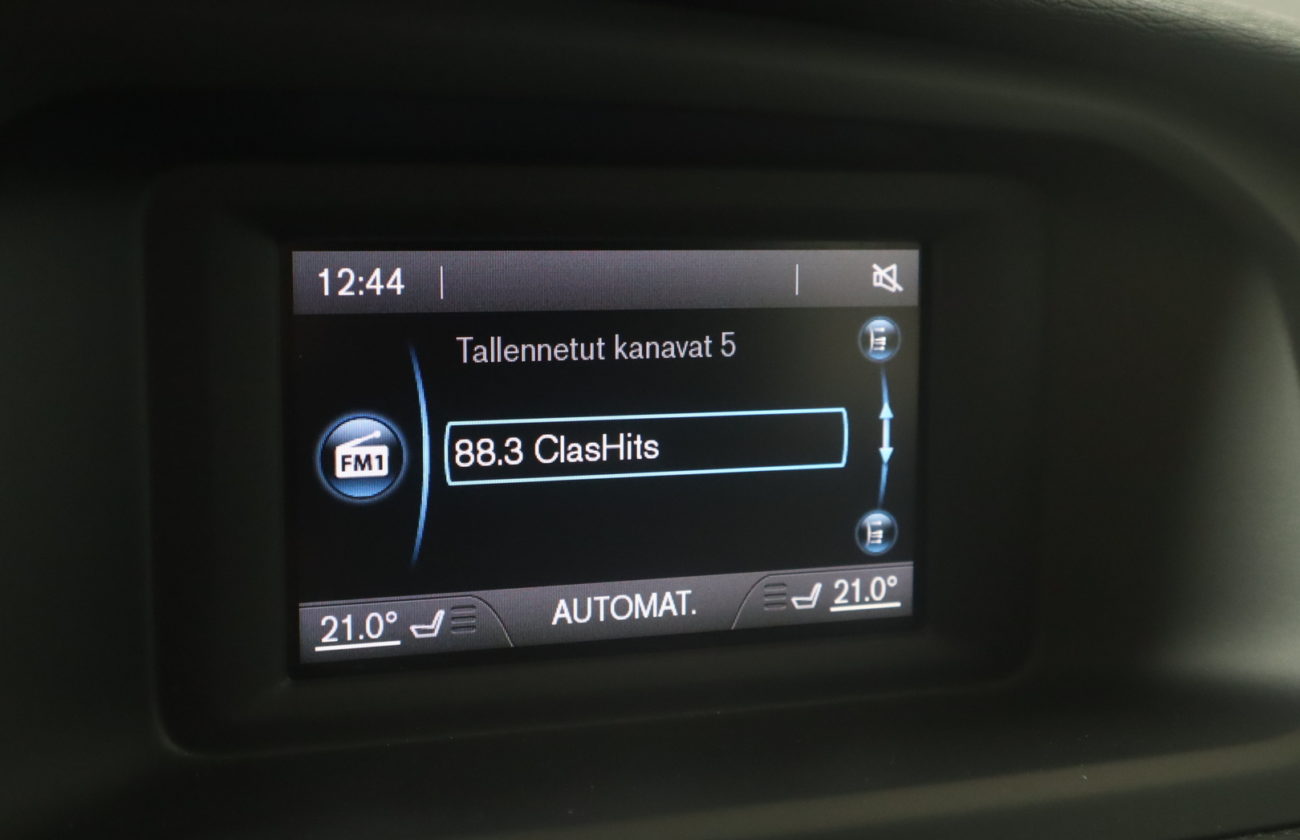 12:44
Tallennetut kanavat 5
FM1
88.3 ClasHits
21.0° AUTOMAT. 21.0°